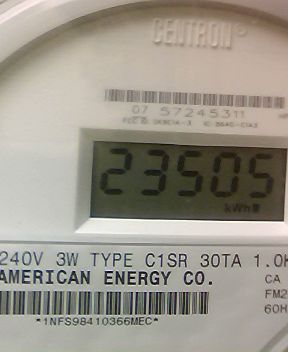 CENTRON®
07 57245311
23505
kWh
240V 3W TYPE C1SR 30TA 1.0K
AMERICAN ENERGY CO.
CA
FM2
60H
*1NFS98410366MEC*